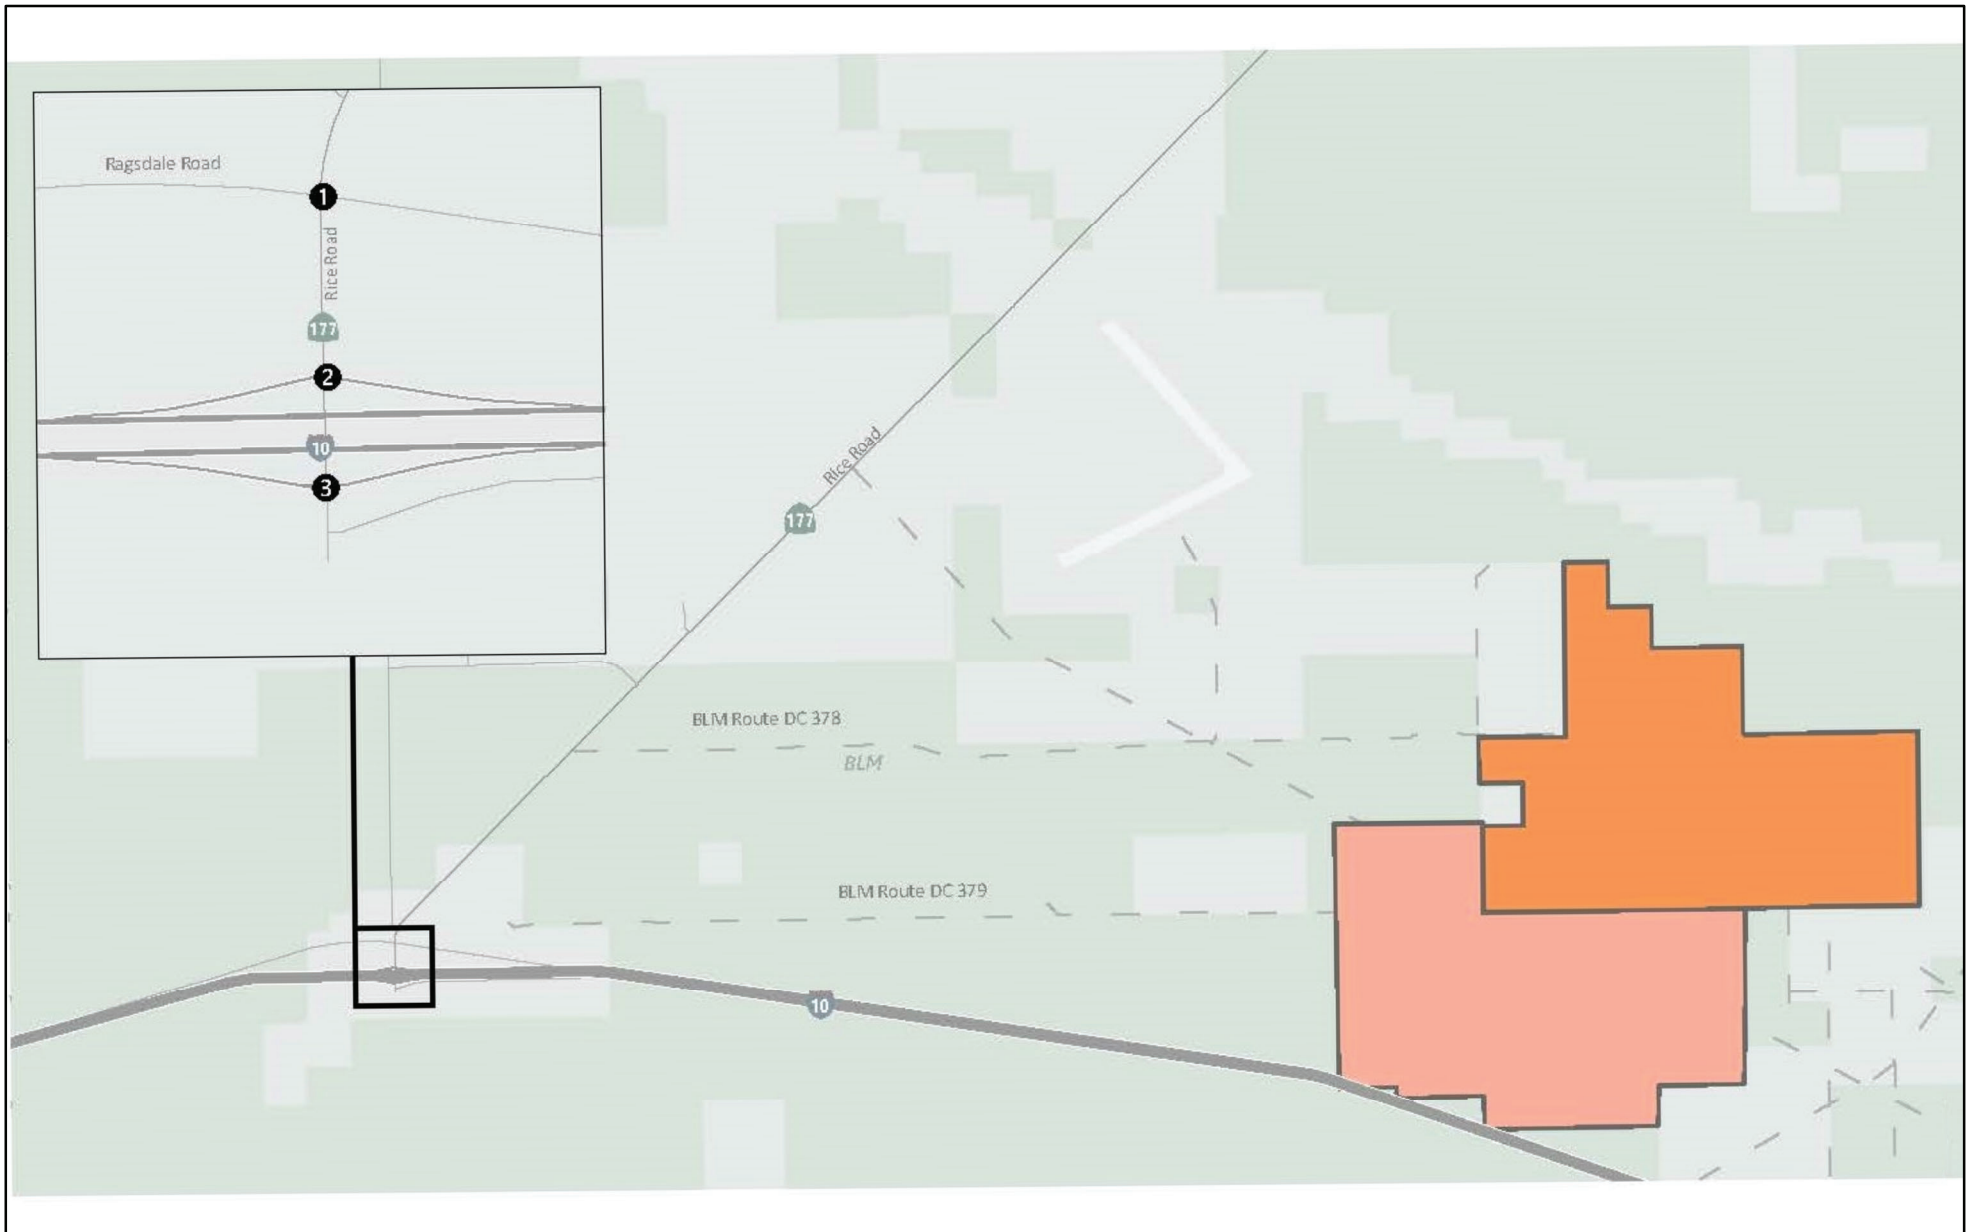 Ragsdale Road
1
Rice Road
177
2
10
3
Rice Road
177
BLM Route DC 378
BLM
BLM Route DC 379
10